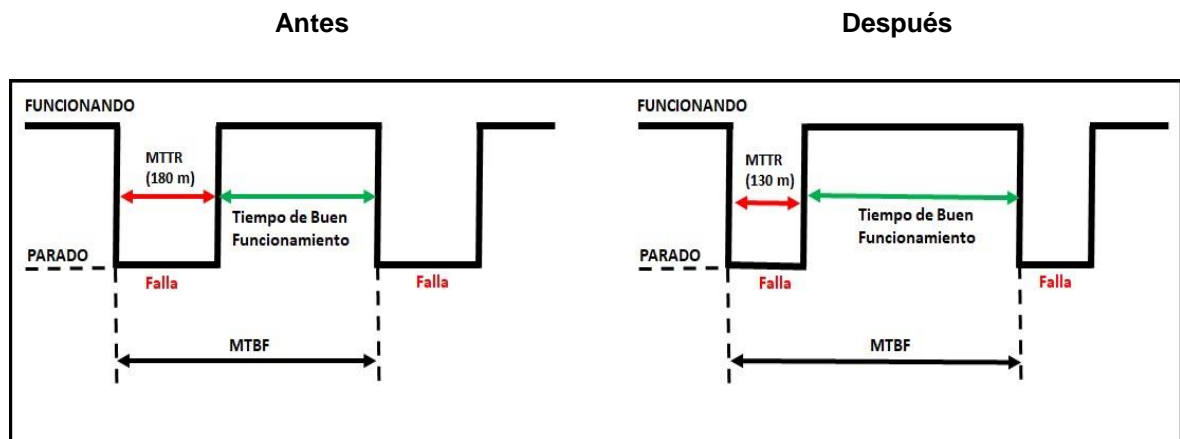 Antes
Después
FUNCIONANDO
MTTR
(180 m)
Tiempo de Buen
Funcionamiento
PARADO
Falla
Falla
MTBF
FUNCIONANDO
MTTR
(130 m)
Tiempo de Buen
Funcionamiento
PARADO
Falla
Falla
MTBF